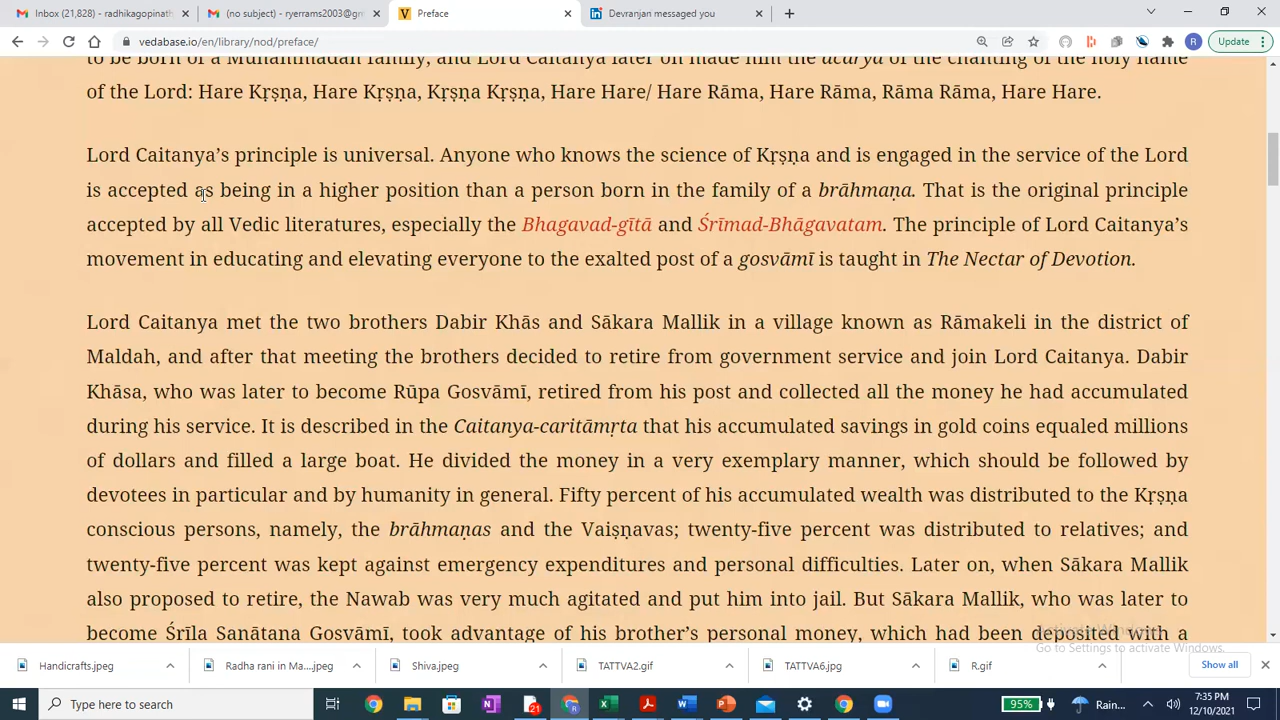 Inbox (21,828) - radhikagopinath
(no subject) - ryerrams2003@gm
Preface
Devranjan messaged you
vedabase.io/en/library/nod/preface/
Update
to be born of a Muhammadan family, and Lord Caitanya later on made him the ācārya of the chanting of the holy name
of the Lord: Hare Kṛṣṇa, Hare Kṛṣṇa, Kṛṣṇa Kṛṣṇa, Hare Hare/ Hare Rāma, Hare Rāma, Rāma Rāma, Hare Hare.
Lord Caitanya’s principle is universal. Anyone who knows the science of Kṛṣṇa and is engaged in the service of the Lord
is accepted as being in a higher position than a person born in the family of a brāhmaṇa. That is the original principle
accepted by all Vedic literatures, especially the Bhagavad-gītā and Śrīmad-Bhāgavatam. The principle of Lord Caitanya’s
movement in educating and elevating everyone to the exalted post of a gosvāmī is taught in The Nectar of Devotion.
Lord Caitanya met the two brothers Dabir Khās and Sākara Mallik in a village known as Rāmakeli in the district of
Maldah, and after that meeting the brothers decided to retire from government service and join Lord Caitanya. Dabir
Khāsa, who was later to become Rūpa Gosvāmī, retired from his post and collected all the money he had accumulated
during his service. It is described in the Caitanya-caritāmṛta that his accumulated savings in gold coins equaled millions
of dollars and filled a large boat. He divided the money in a very exemplary manner, which should be followed by
devotees in particular and by humanity in general. Fifty percent of his accumulated wealth was distributed to the Kṛṣṇa
conscious persons, namely, the brāhmaṇas and the Vaiṣṇavas; twenty-five percent was distributed to relatives; and
twenty-five percent was kept against emergency expenditures and personal difficulties. Later on, when Sākara Mallik
also proposed to retire, the Nawab was very much agitated and put him into jail. But Sākara Mallik, who was later to
become Śrīla Sanātana Gosvāmī, took advantage of his brother’s personal money, which had been deposited with a
Activate Windows
Go to Settings to activate Windows.
Handicrafts.jpeg
Radha rani in Ma....jpeg
Shiva.jpeg
TATTVA2.gif
TATTVA6.jpg
R.gif
Show all
Type here to search
21
95%
Rain...
7:35 PM
12/10/2021